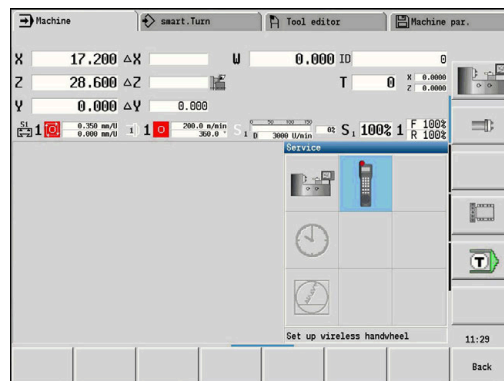 Machine
smart.Turn
Tool editor
Machine par.
X 17.200 ΔX
W 0.000 ID 0
Z 28.600 ΔZ
T 0 X 0.0000
Z 0.0000
Y 0.000 ΔY 0.000
S1 1 0.350 mm/U 0.000 mm/U 1 1 200.0 m/min 360.0 ° S 1 0 50 100 150 D 3000 U/min 0% S1 100% 1 F 100% R 100%
Service
T
Set up wireless handwheel
11:29
Back